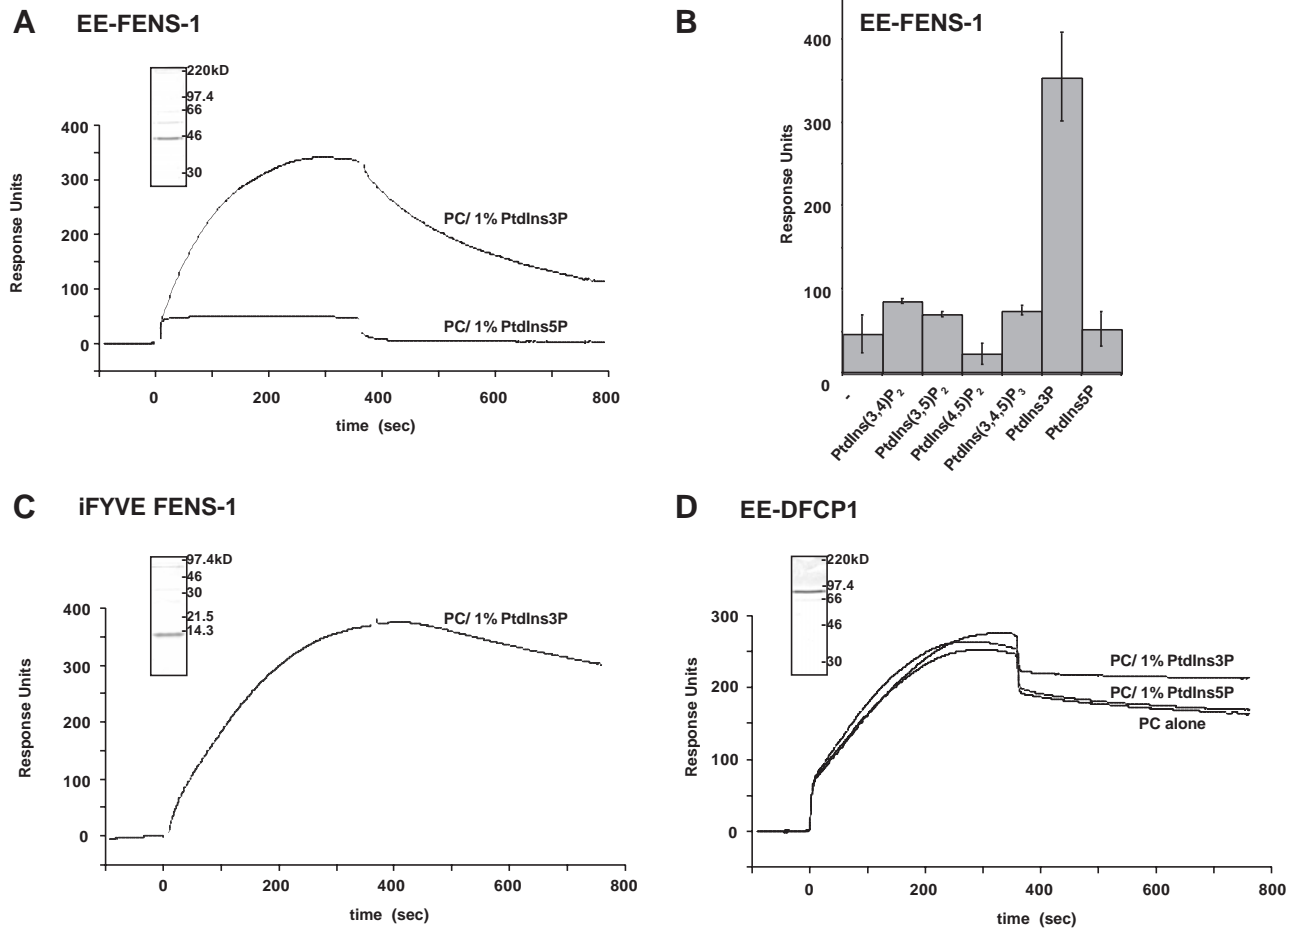 A EE-FENS-1
-220kD
-97.4
-66
-46
-30
400
300
200
100
0
Response Units
PC/ 1% PtdIns3P
PC/ 1% PtdIns5P
0 200 400 600 800
time (sec)
B EE-FENS-1
400
300
200
100
0
Response Units
-
PtdIns(3,4)P2
PtdIns(3,5)P2
PtdIns(4,5)P2
PtdIns(3,4,5)P3
PtdIns3P
PtdIns5P
C iFYVE FENS-1
-97.4kD
-46
-30
-21.5
-14.3
400
300
200
100
0
Response Units
PC/ 1% PtdIns3P
0 200 400 600 800
time (sec)
D EE-DFCP1
-220kD
-97.4
-66
-46
-30
300
200
100
0
Response Units
PC/ 1% PtdIns3P
PC/ 1% PtdIns5P
PC alone
0 200 400 600 800
time (sec)